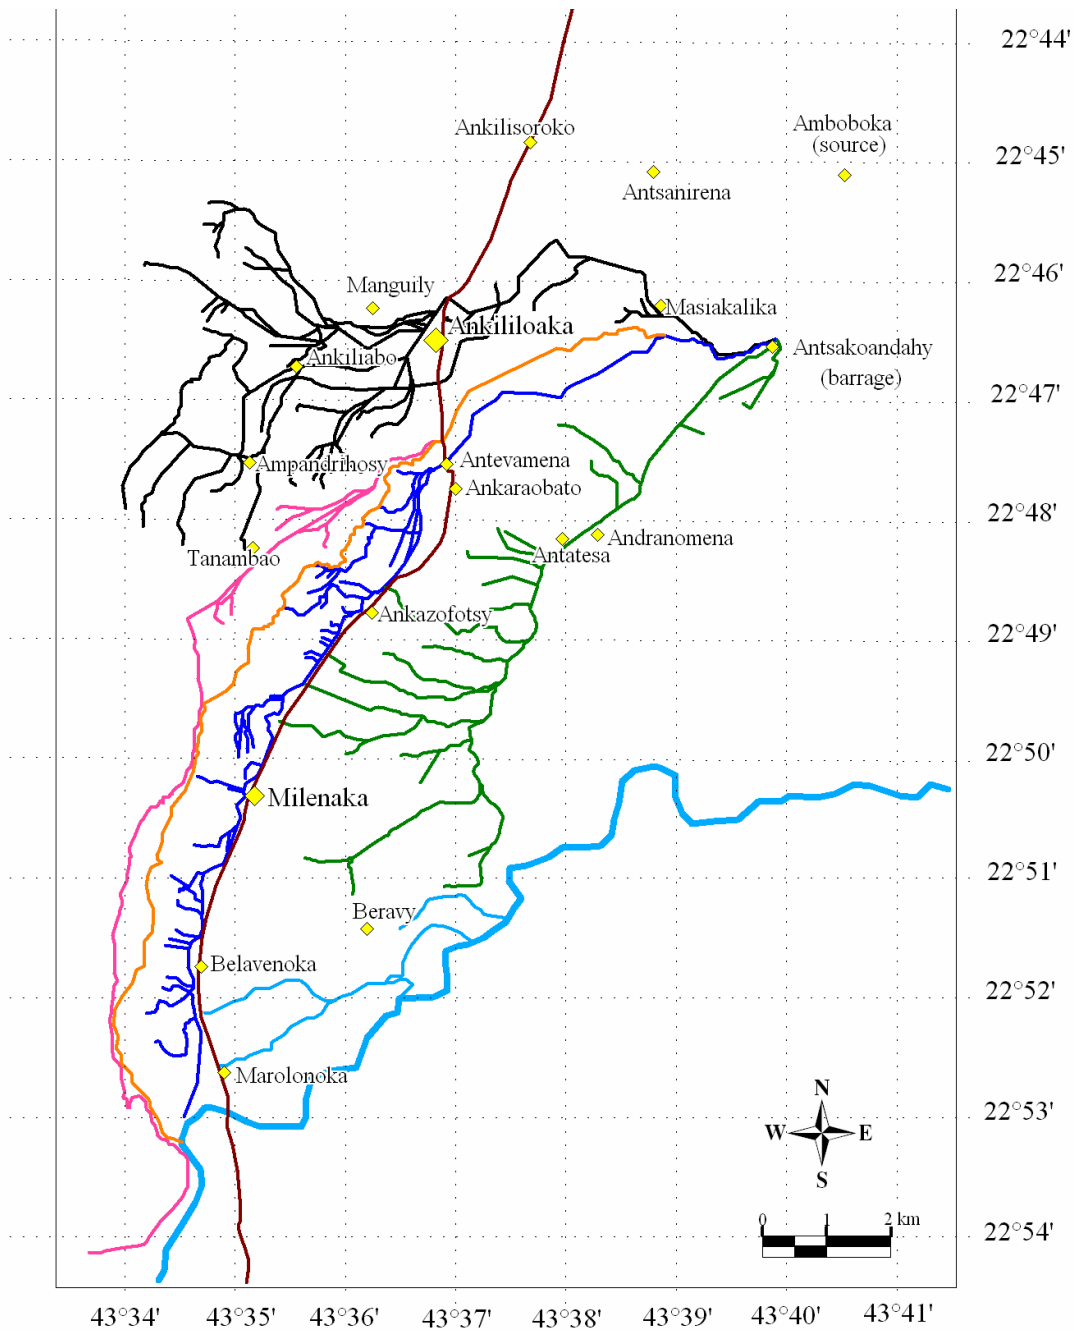 22°44'
Ankilisoroko
Amboboka
(source)
22°45'
Antsanirena
22°46'
Manguily
Masiakalika
Ankililoaka
Antsakoandahy
(barrage)
Ankiliabo
22°47'
Ampandrihosy
Antevamena
Ankaraobato
22°48'
Andranomena
Antatesa
Tanambao
Ankazofotsy
22°49'
22°50'
Milenaka
22°51'
Beravy
Belavenoka
22°52'
Marolonoka
N
W E
S
22°53'
0 1 2 km
22°54'
43°34' 43°35' 43°36' 43°37' 43°38' 43°39' 43°40' 43°41'